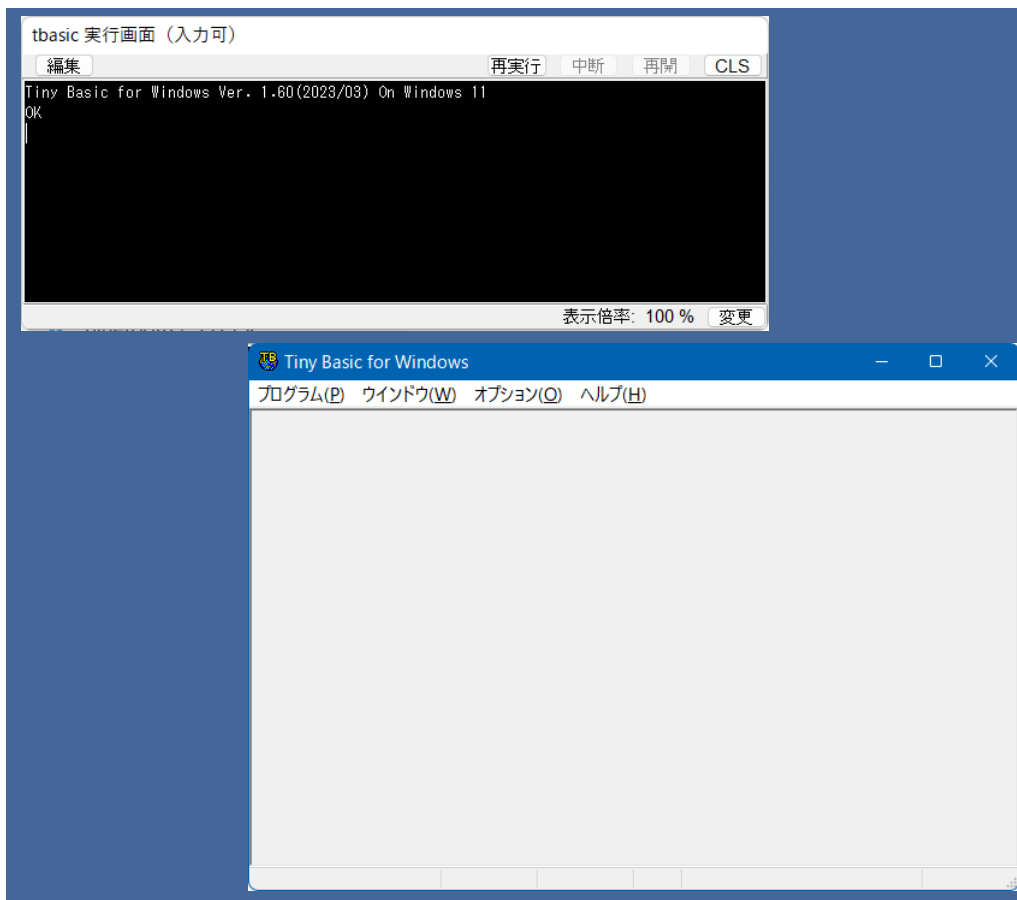 tbasic 実行画面（入力可）
編集 再実行 中断 再開 CLS
Tiny Basic for Windows Ver. 1.60(2023/03) On Windows 11
OK
表示倍率: 100 % 変更
Tiny Basic for Windows
プログラム(P) ウインドウ(W) オプション(O) ヘルプ(H)